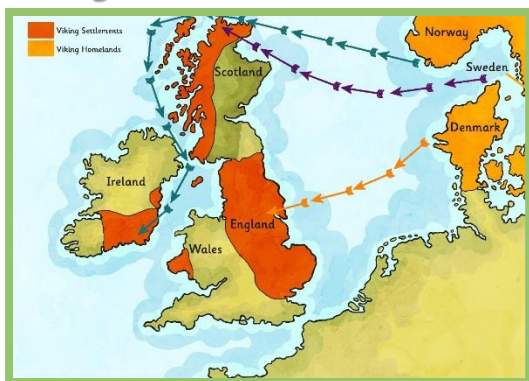 Viking Settlements
Viking Homelands
Norway
Sweden
Scotland
Denmark
Ireland
England
Wales